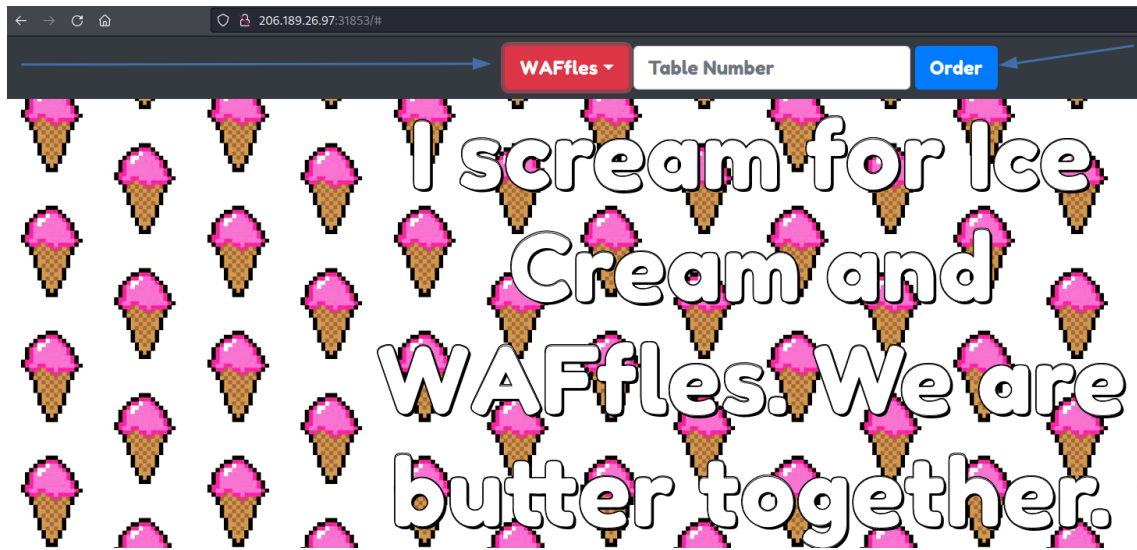 206.189.26.97:31853/#
WAFfles Table Number Order
I scream for Ice
Cream and
WAFfles. We are
butter together.